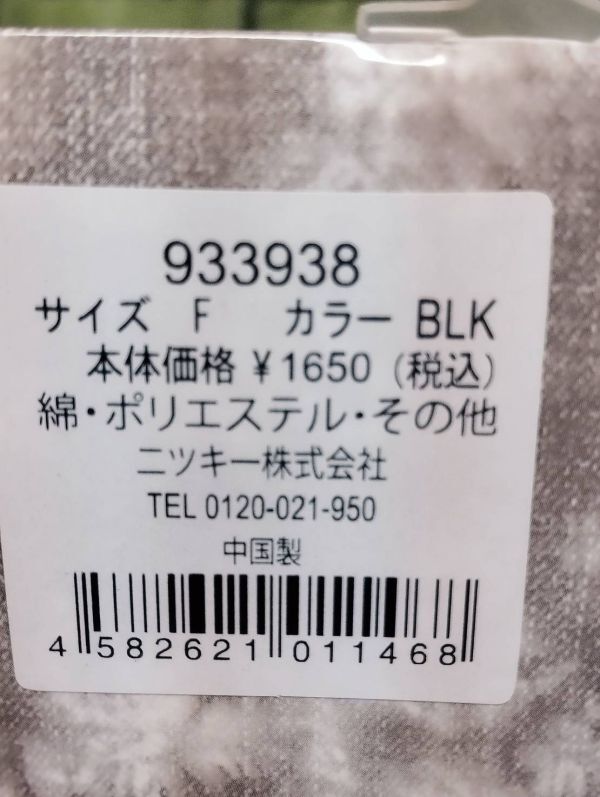 933938
サイズ F カラー BLK
本体価格 ¥1650 (税込)
綿・ポリエステル・その他
ニツキー株式会社
TEL 0120-021-950
中国製
4 582621 011468